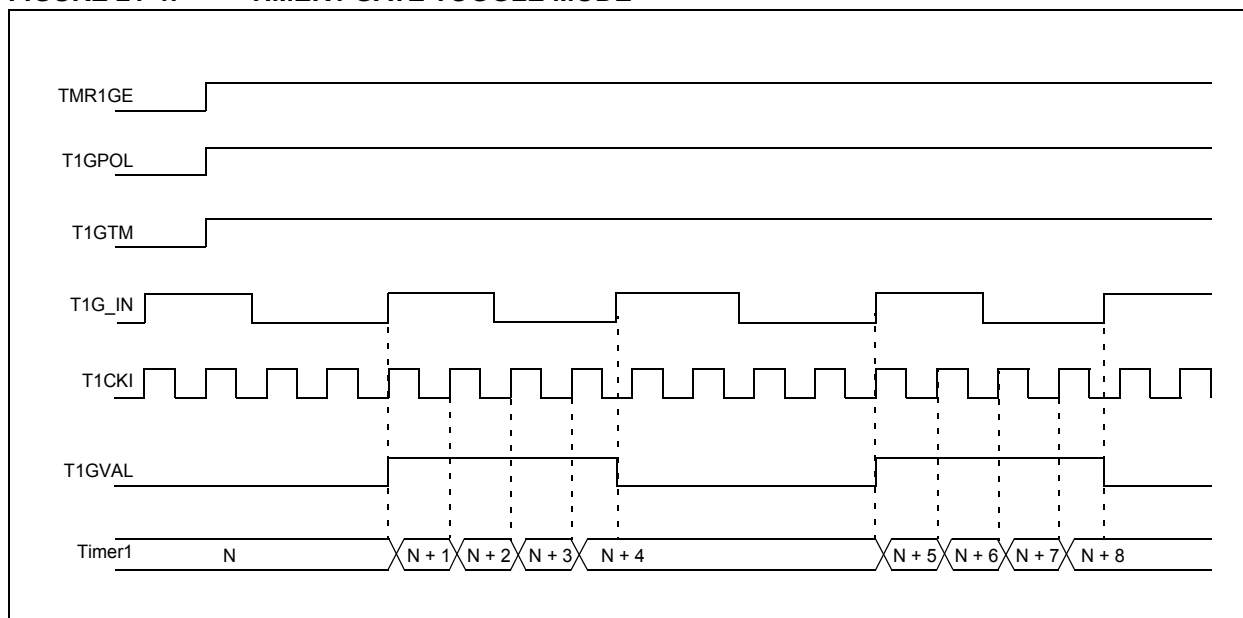 TMR1GE
T1GPOL
T1GTM
T1G_IN
T1CKI
T1GVAL
Timer1 N N + 1 N + 2 N + 3 N + 4 N + 5 N + 6 N + 7 N + 8